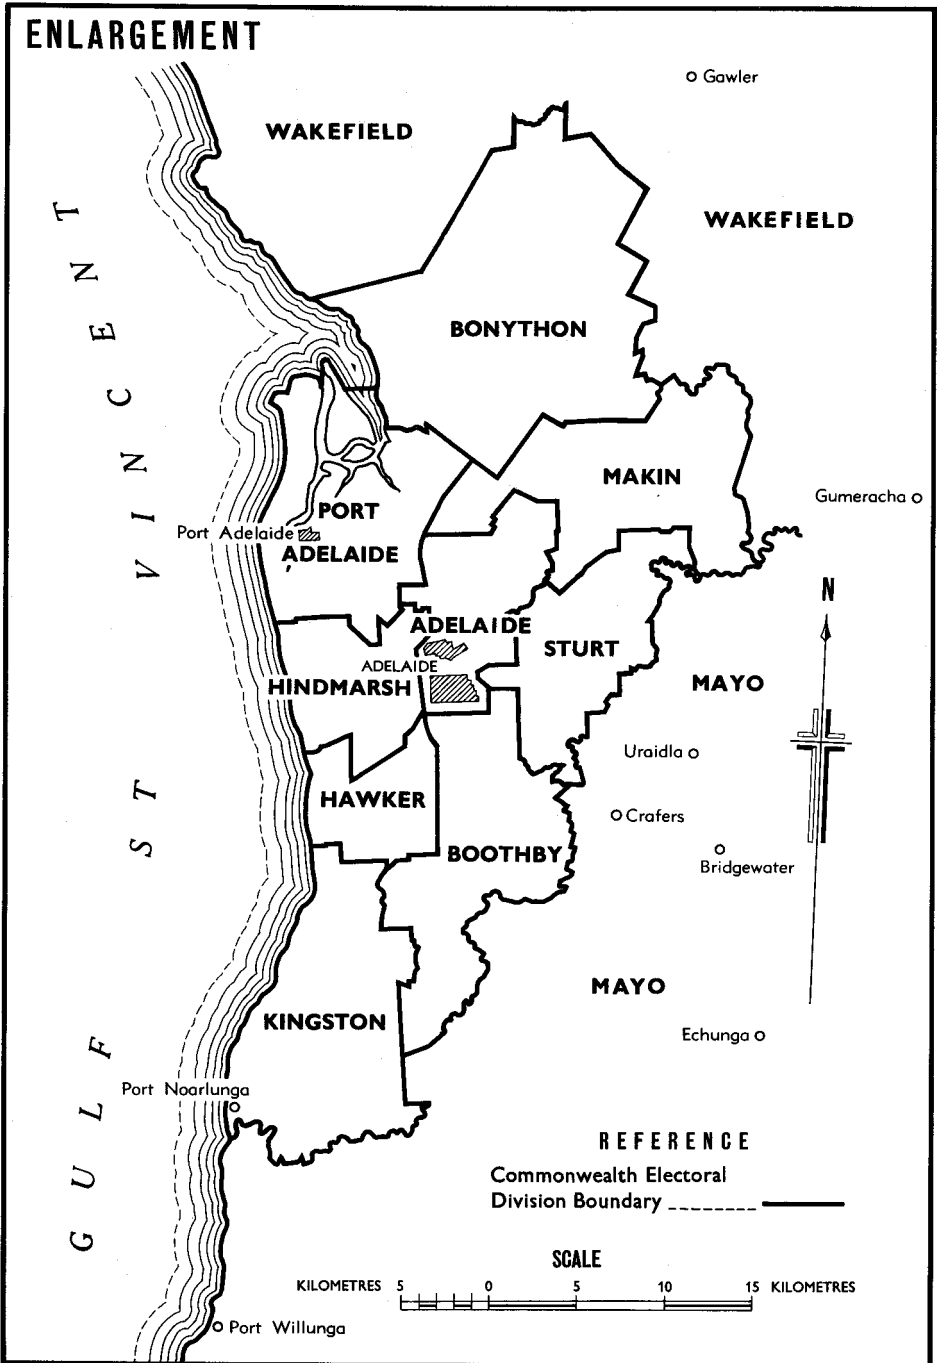 ENLARGEMENT
Gawler
WAKEFIELD
WAKEFIELD
BONYTHON
MAKIN
Gumeracha
PORT
Port Adelaide
ADELAIDE
N
ADELAIDE
STURT
ADELAIDE
HINDMARSH
MAYO
Uraidla
HAWKER
Crafers
BOOTHBY
Bridgewater
MAYO
KINGSTON
Echunga
Port Noarlunga
GULF ST VINCENT
REFERENCE
Commonwealth Electoral
Division Boundary
SCALE
KILOMETRES 5 0 5 10 15 KILOMETRES
Port Willunga